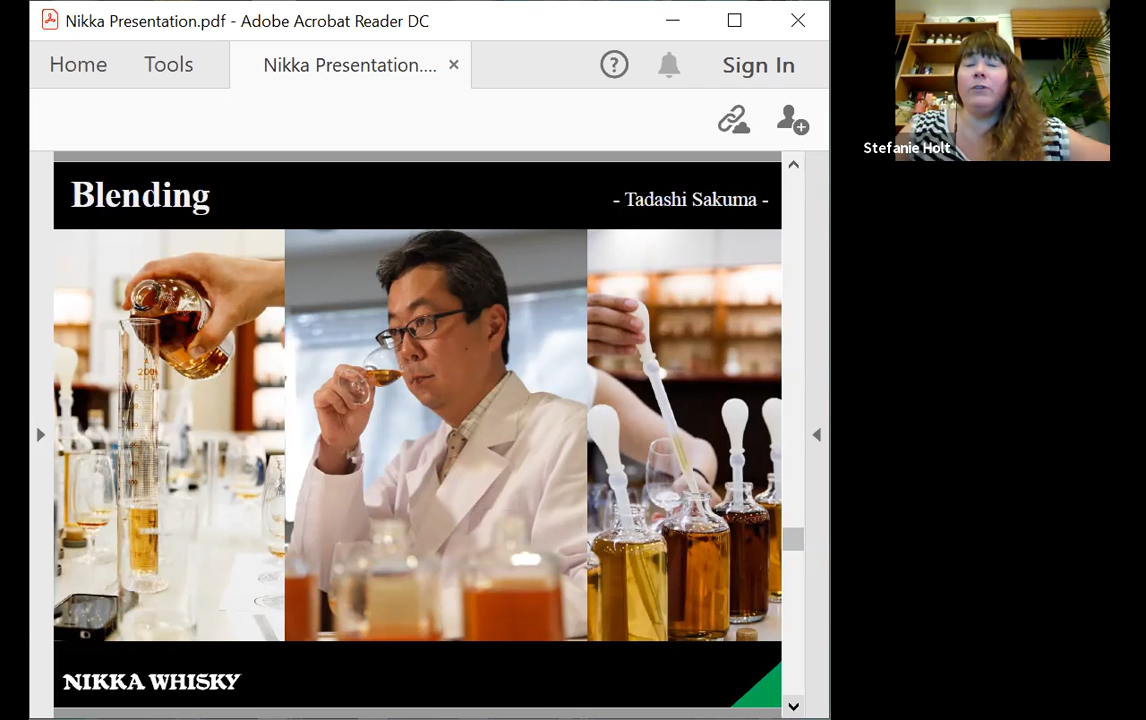 Nikka Presentation.pdf - Adobe Acrobat Reader DC
Home
Tools
Nikka Presentation....
Sign In
Stefanie Holt
Blending
- Tadashi Sakuma -
200
NIKKA WHISKY